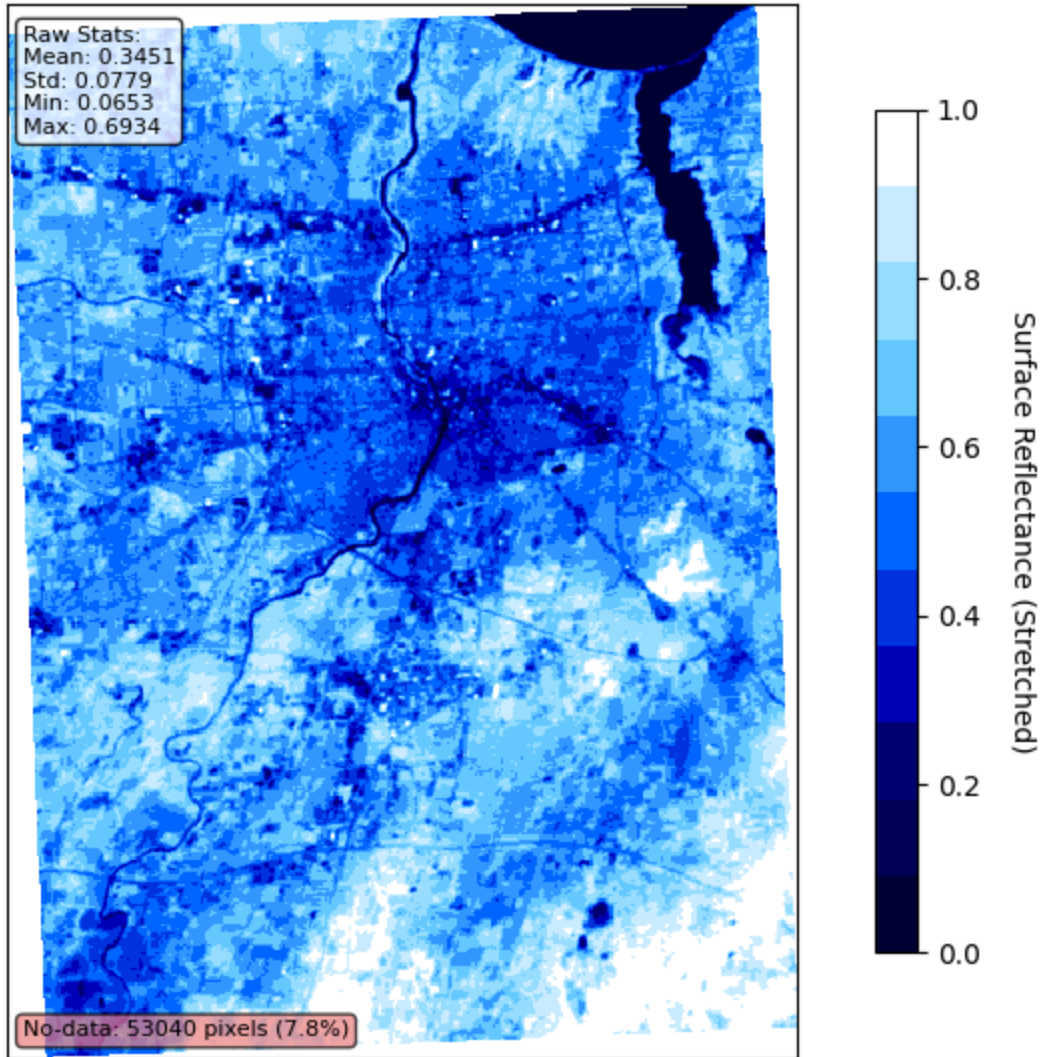 Raw Stats:
Mean: 0.3451
Std: 0.0779
Min: 0.0653
Max: 0.6934
1.0
0.8
0.6
0.4
0.2
0.0
Surface Reflectance (Stretched)
No-data: 53040 pixels (7.8%)